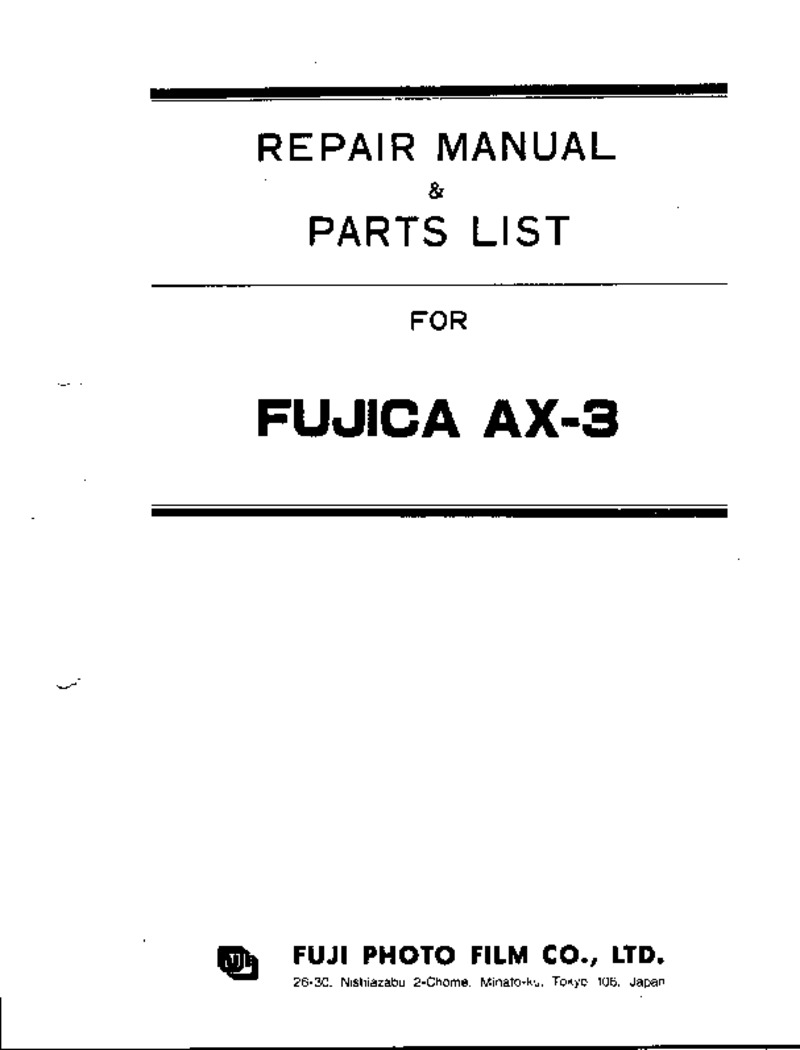 REPAIR MANUAL
&
PARTS LIST
FOR
FUJICA AX-3
FUJI PHOTO FILM CO., LTD.
26-30, Nishiazabu 2-Chome, Minato-ku, Tokyo 106, Japan